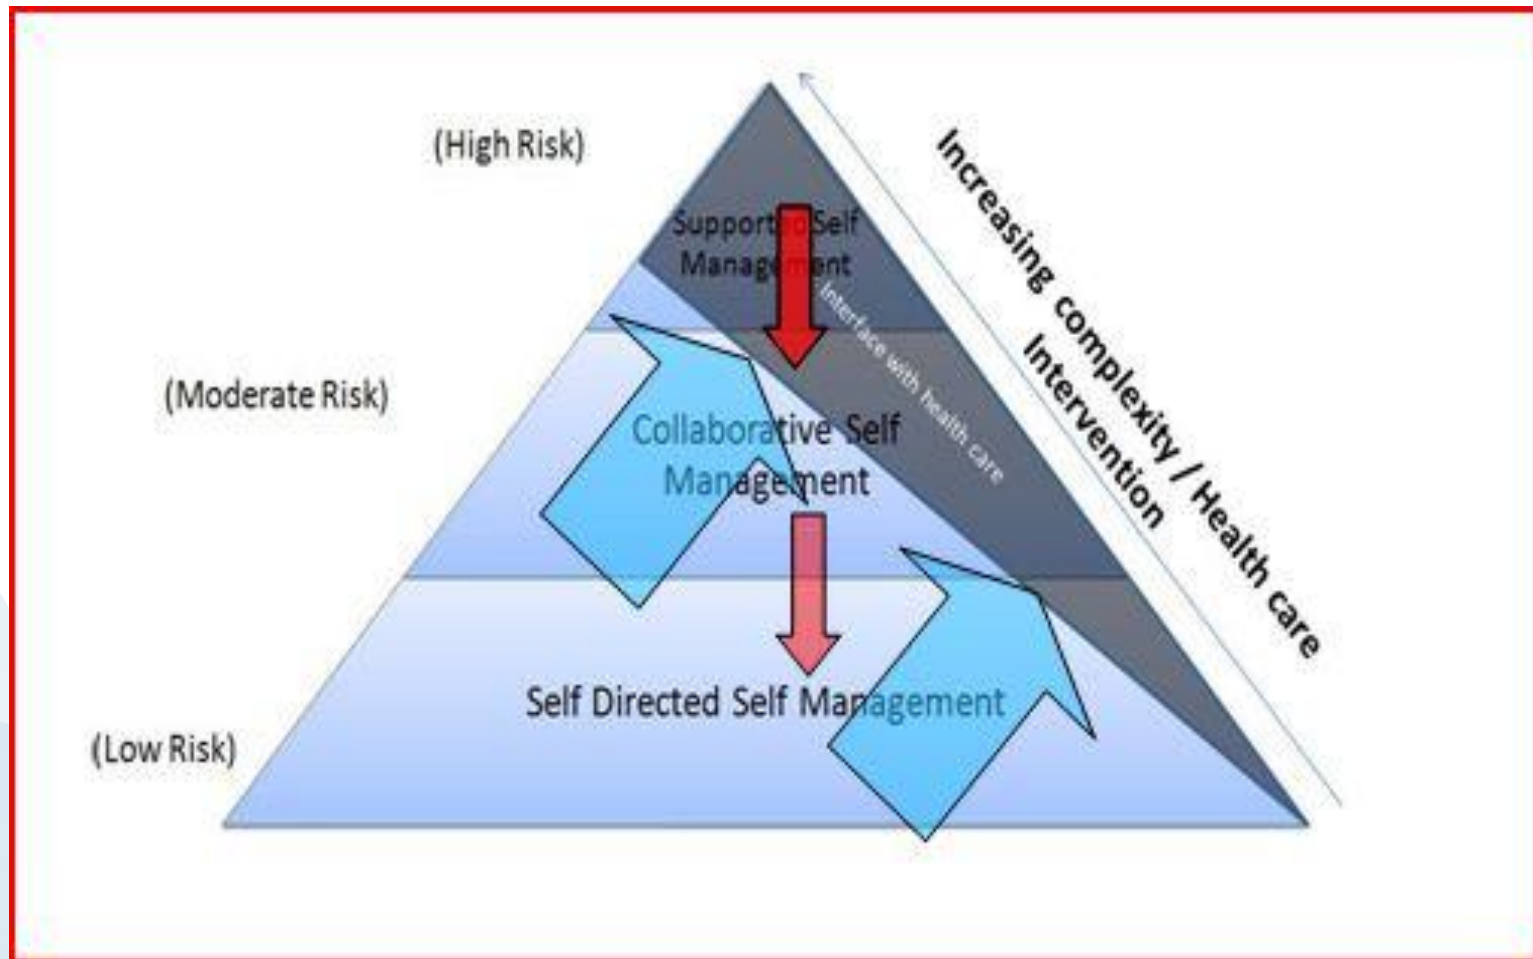 (High Risk)
Supported Self
Management
Interface with health care
Increasing complexity / Health care
Intervention
(Moderate Risk)
Collaborative Self
Management
Self Directed Self Management
(Low Risk)